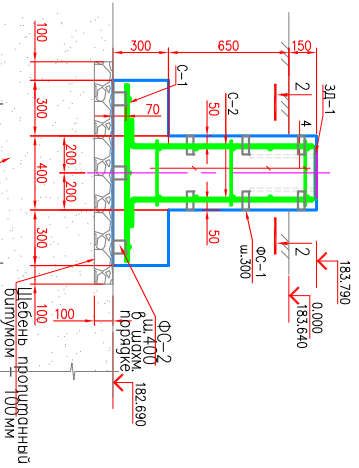 300
650
150
ЗД-1
2
2
4
С-1
С-2
70
50
50
ФС-1
ш.300
183.790
0.000
183.640
182.690
100
300
200
400
200
300
100
100
ФС-2
ш.400
в шахм.
порядке
Щебень пропитанный
битумом - 100мм